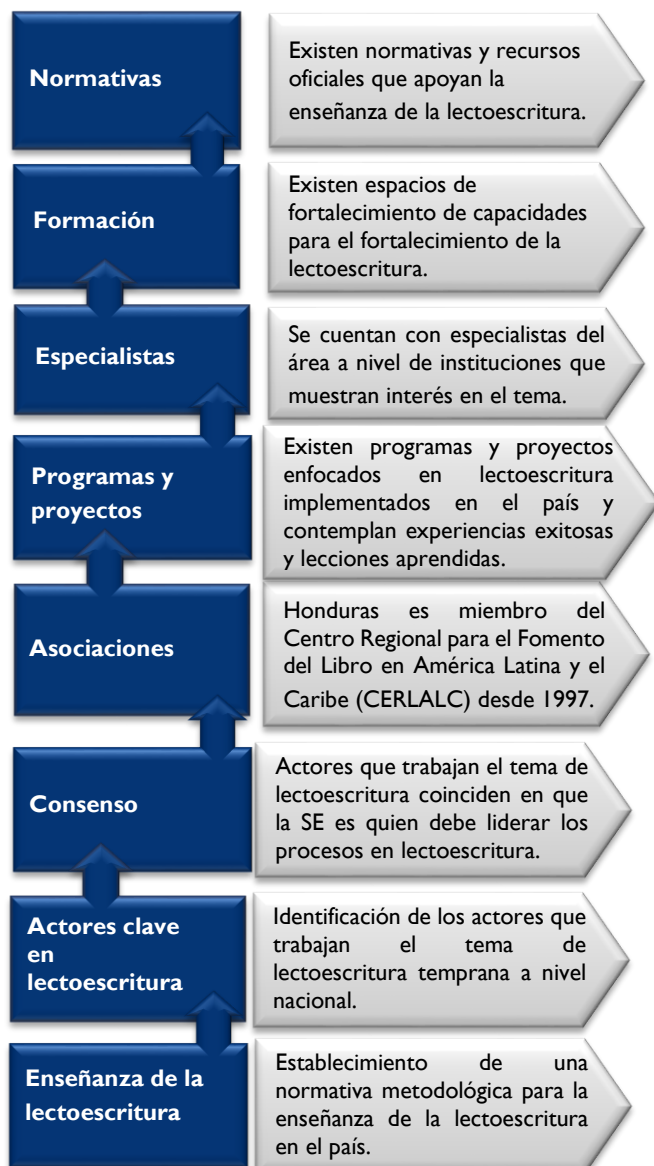 Normativas
Existen normativas y recursos
oficiales que apoyan la
enseñanza de la lectoescritura.
Formación
Existen espacios de
fortalecimiento de capacidades
para el fortalecimiento de la
lectoescritura.
Especialistas
Se cuentan con especialistas del
área a nivel de instituciones que
muestran interés en el tema.
Programas y
proyectos
Existen programas y proyectos
enfocados en lectoescritura
implementados en el país y
contemplan experiencias exitosas
y lecciones aprendidas.
Asociaciones
Honduras es miembro del
Centro Regional para el Fomento
del Libro en América Latina y el
Caribe (CERLALC) desde 1997.
Consenso
Actores que trabajan el tema de
lectoescritura coinciden en que
la SE es quien debe liderar los
procesos en lectoescritura.
Actores clave
en
lectoescritura
Identificación de los actores que
trabajan el tema de
lectoescritura temprana a nivel
nacional.
Enseñanza de la
lectoescritura
Establecimiento de una
normativa metodológica para la
enseñanza de la lectoescritura
en el país.